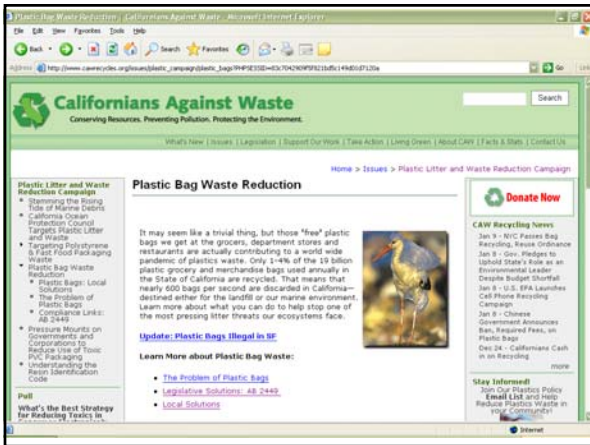 Plastic Bag Waste Reduction | Californians Against Waste - Microsoft Internet Explorer
File Edit View Favorites Tools Help
Back Search Favorites
Address
Go
Californians Against Waste
Conserving Resources. Preventing Pollution. Protecting the Environment.
Search
What's New | Issues | Legislation | Support Our Work | Take Action | Living Green | About CAW | Facts & Stats | Contact Us
Home > Issues > Plastic Litter and Waste Reduction Campaign
Plastic Litter and Waste
Reduction Campaign
Stemming the Rising
Tide of Marine Debris
California Ocean
Protection Council
Targets Plastic Litter
and Waste
Targeting Polystyrene
& Fast Food Packaging
Waste
Plastic Bag Waste
Reduction
Plastic Bags: Local
Solutions
The Problem of
Plastic Bags
Compliance Links:
AB 2449
Pressure Mounts on
Governments and
Corporations to
Reduce Use of Toxic
PVC Packaging
Understanding the
Resin Identification
Code
Poll
What's the Best Strategy
for Reducing Toxics in
Plastic Bag Waste Reduction
It may seem like a trivial thing, but those "free" plastic
bags we get at the grocers, department stores and
restaurants are actually contributing to a world wide
pandemic of plastics waste. Only 1-4% of the 19 billion
plastic grocery and merchandise bags used annually in
the State of California are recycled. That means that
nearly 600 bags per second are discarded in California—
destined either for the landfill or our marine environment.
Learn more about what you can do to help stop one of
the most pressing litter threats our ecosystems face.
Update: Plastic Bags Illegal in SF
Learn More about Plastic Bag Waste:
The Problem of Plastic Bags
Legislative Solutions: AB 2449
Local Solutions
Donate Now
CAW Recycling News
Jan 9 - NYC Passes Bag
Recycling, Reuse Ordinance
Jan 8 - Gov. Pledges to
Uphold State's Role as an
Environmental Leader
Despite Budget Shortfall
Jan 8 - U.S. EPA Launches
Cell Phone Recycling
Campaign
Jan 8 - Chinese
Government Announces
Ban, Required Fees, on
Plastic Bags
Dec 24 - Californians Cash
in on Recycling
more
Stay Informed!
Join Our Plastics Policy
Email List and Help
Reduce Plastics Waste in
your Community!
Internet